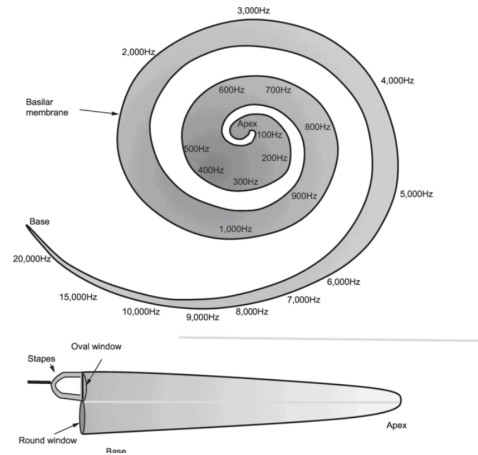 3,000Hz
2,000Hz
4,000Hz
600Hz
700Hz
Basilar
membrane
Apex
100Hz
800Hz
500Hz
200Hz
400Hz
300Hz
900Hz
5,000Hz
Base
1,000Hz
20,000Hz
6,000Hz
15,000Hz
7,000Hz
10,000Hz
8,000Hz
9,000Hz
Oval window
Stapes
Apex
Round window
Base